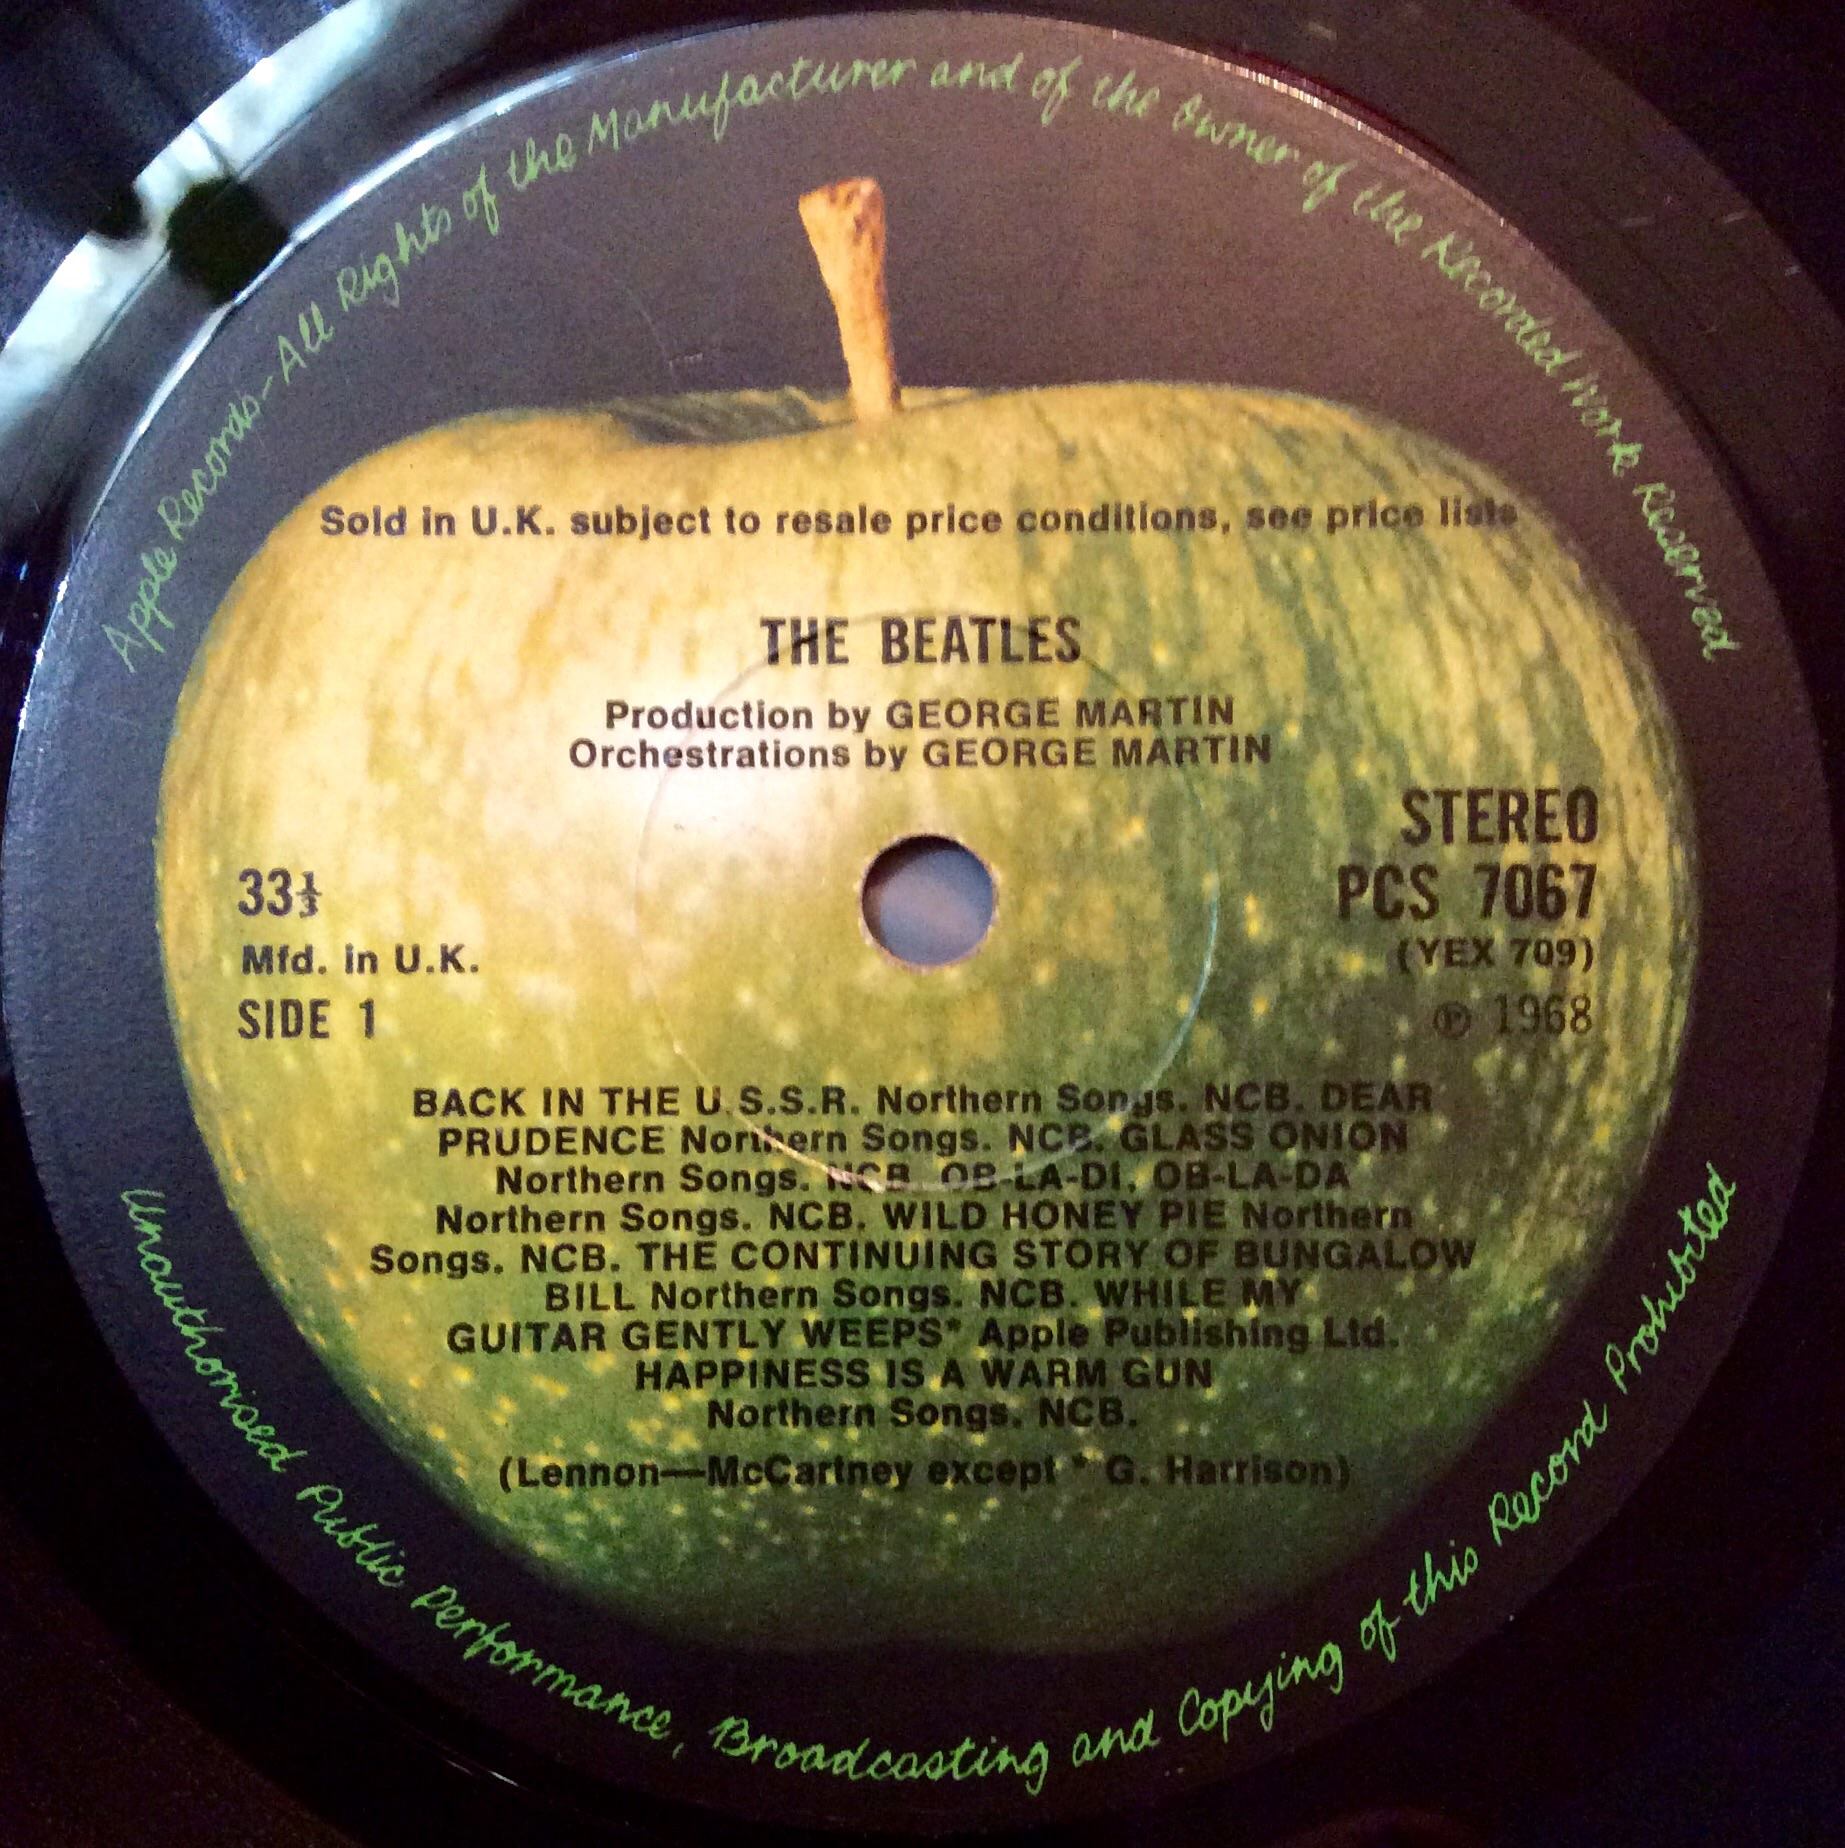 Apple Records - All Rights of the Manufacturer and of the Owner of the Recorded Work Reserved
Sold in U.K. subject to resale price conditions, see price lists
THE BEATLES
Production by GEORGE MARTIN
Orchestrations by GEORGE MARTIN
STEREO
PCS 7067
(YEX 709)
℗ 1968
33⅓
Mfd. in U.K.
SIDE 1
BACK IN THE U.S.S.R. Northern Songs. NCB. DEAR
PRUDENCE Northern Songs. NCB. GLASS ONION
Northern Songs. NCB. OB-LA-DI, OB-LA-DA
Northern Songs. NCB. WILD HONEY PIE Northern
Songs. NCB. THE CONTINUING STORY OF BUNGALOW
BILL Northern Songs. NCB. WHILE MY
GUITAR GENTLY WEEPS* Apple Publishing Ltd.
HAPPINESS IS A WARM GUN
Northern Songs. NCB.
(Lennon—McCartney except * G. Harrison)
Unauthorised Public Performance, Broadcasting and Copying of this Record Prohibited